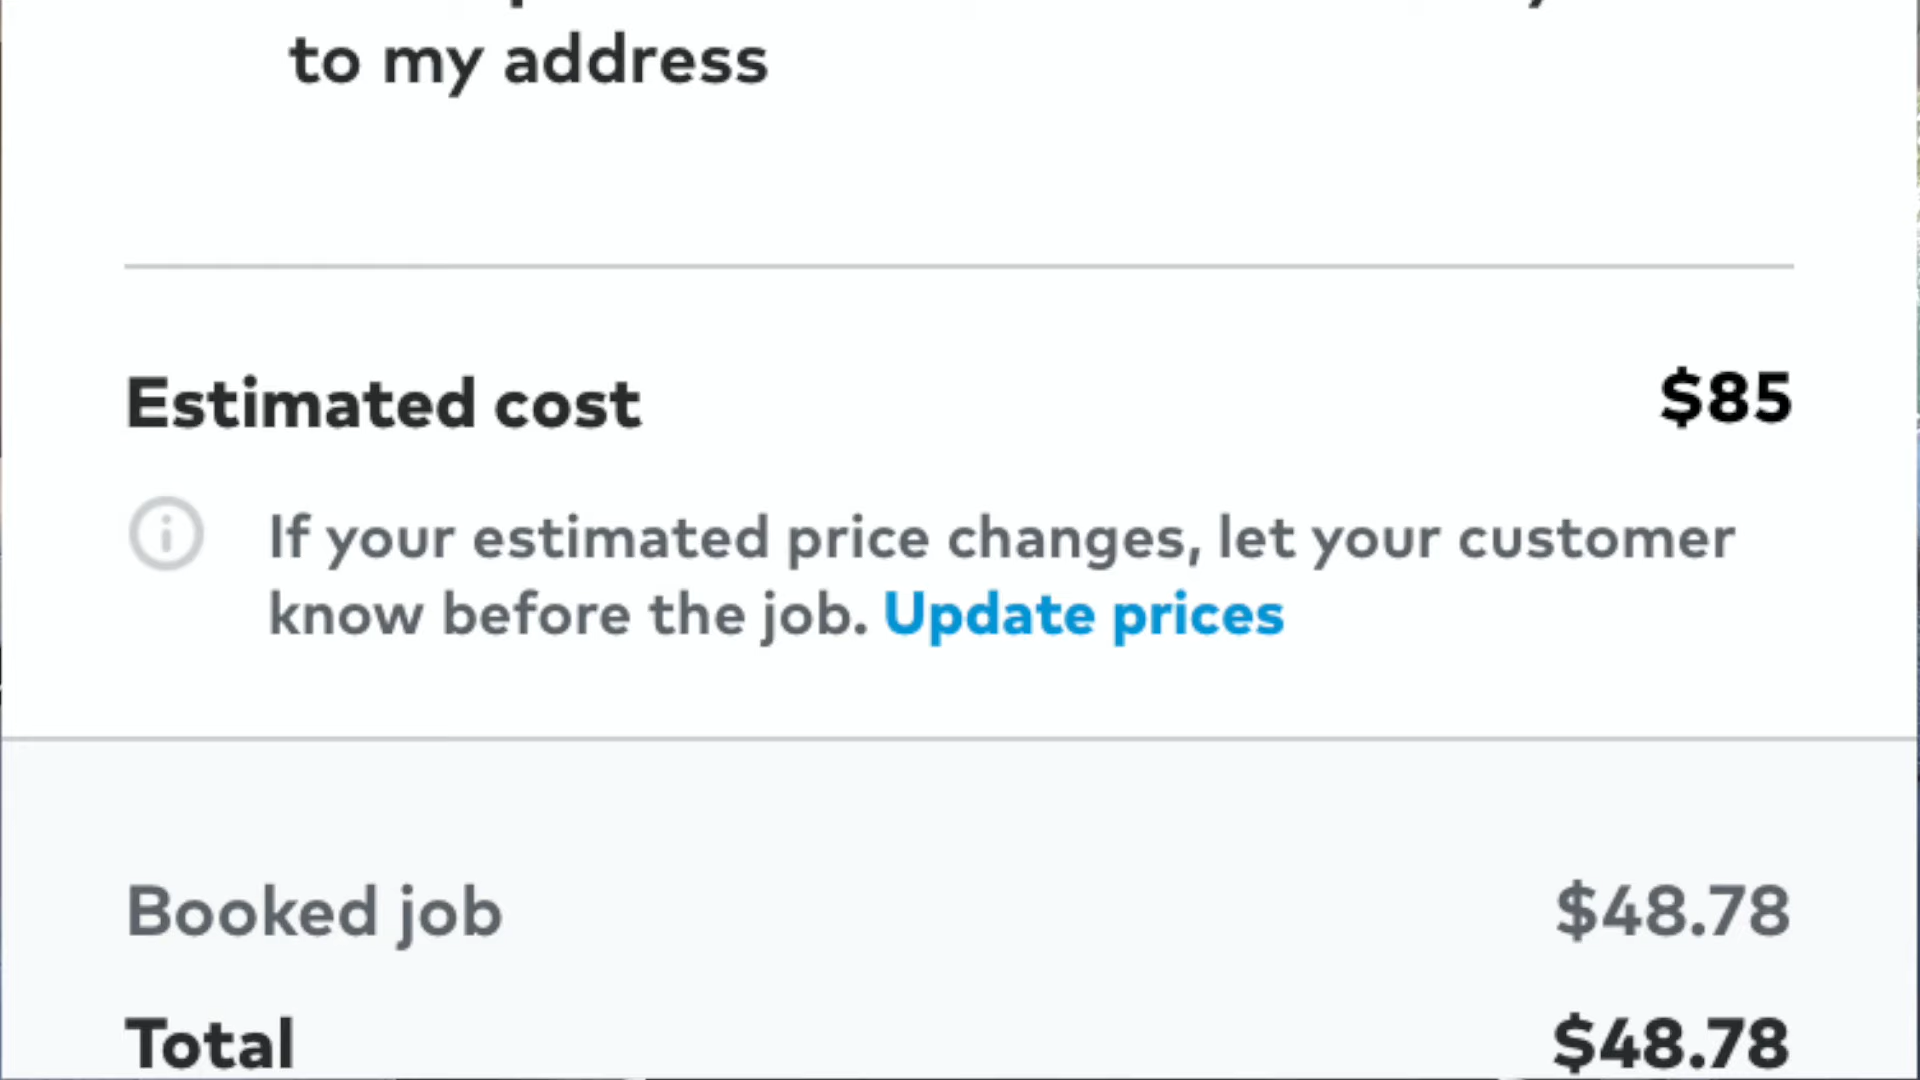 to my address
Estimated cost
$85
If your estimated price changes, let your customer
know before the job. Update prices
Booked job
$48.78
Total
$48.78